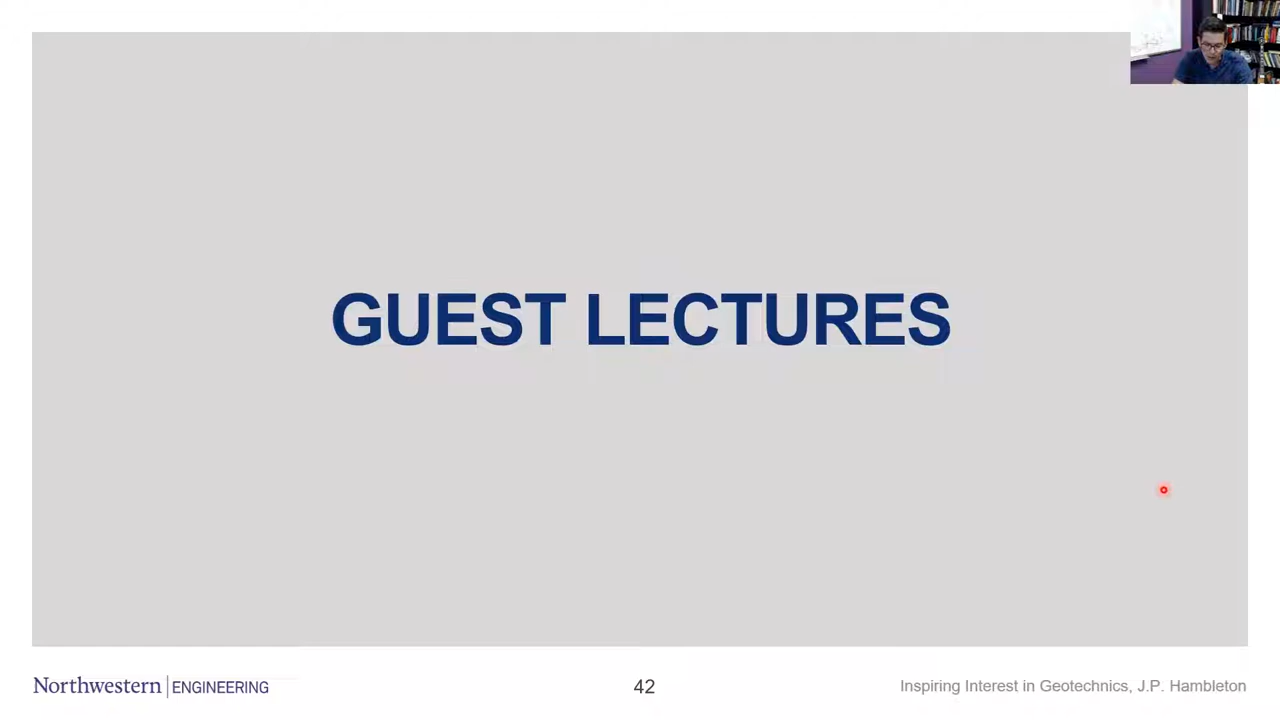 GUEST LECTURES
Northwestern | ENGINEERING
42
Inspiring Interest in Geotechnics, J.P. Hambleton